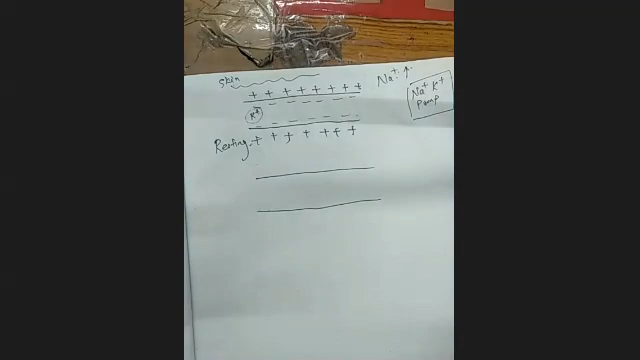 Skin
Na+ ↑
+ + + + + + + +
Na+ K+
Pump
- - - - - - -
K+
- - - - - -
Resting + + + + + + +